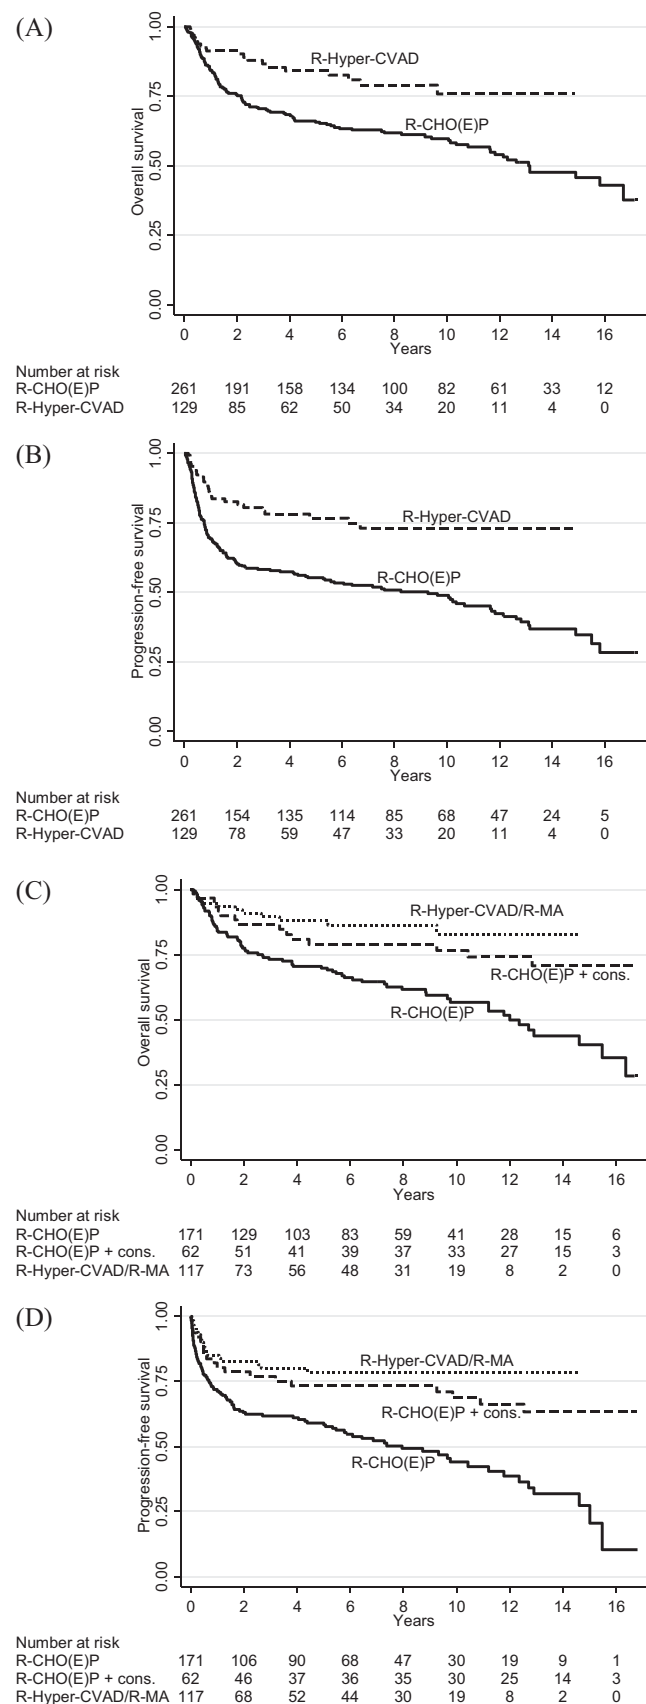 (A)
1.00
0.75
0.50
0.25
0.00
Overall survival
R-Hyper-CVAD
R-CHO(E)P
0 2 4 6 8 10 12 14 16
Years
Number at risk
R-CHO(E)P 261 191 158 134 100 82 61 33 12
R-Hyper-CVAD 129 85 62 50 34 20 11 4 0
(B)
1.00
0.75
0.50
0.25
0.00
Progression-free survival
R-Hyper-CVAD
R-CHO(E)P
0 2 4 6 8 10 12 14 16
Years
Number at risk
R-CHO(E)P 261 154 135 114 85 68 47 24 5
R-Hyper-CVAD 129 78 59 47 33 20 11 4 0
(C)
1.00
0.75
0.50
0.25
0.00
Overall survival
R-Hyper-CVAD/R-MA
R-CHO(E)P + cons.
R-CHO(E)P
0 2 4 6 8 10 12 14 16
Years
Number at risk
R-CHO(E)P 171 129 103 83 59 41 28 15 6
R-CHO(E)P + cons. 62 51 41 39 37 33 27 15 3
R-Hyper-CVAD/R-MA 117 73 56 48 31 19 8 2 0
(D)
1.00
0.75
0.50
0.25
0.00
Progression-free survival
R-Hyper-CVAD/R-MA
R-CHO(E)P + cons.
R-CHO(E)P
0 2 4 6 8 10 12 14 16
Years
Number at risk
R-CHO(E)P 171 106 90 68 47 30 19 9 1
R-CHO(E)P + cons. 62 46 37 36 35 30 25 14 3
R-Hyper-CVAD/R-MA 117 68 52 44 30 19 8 2 0